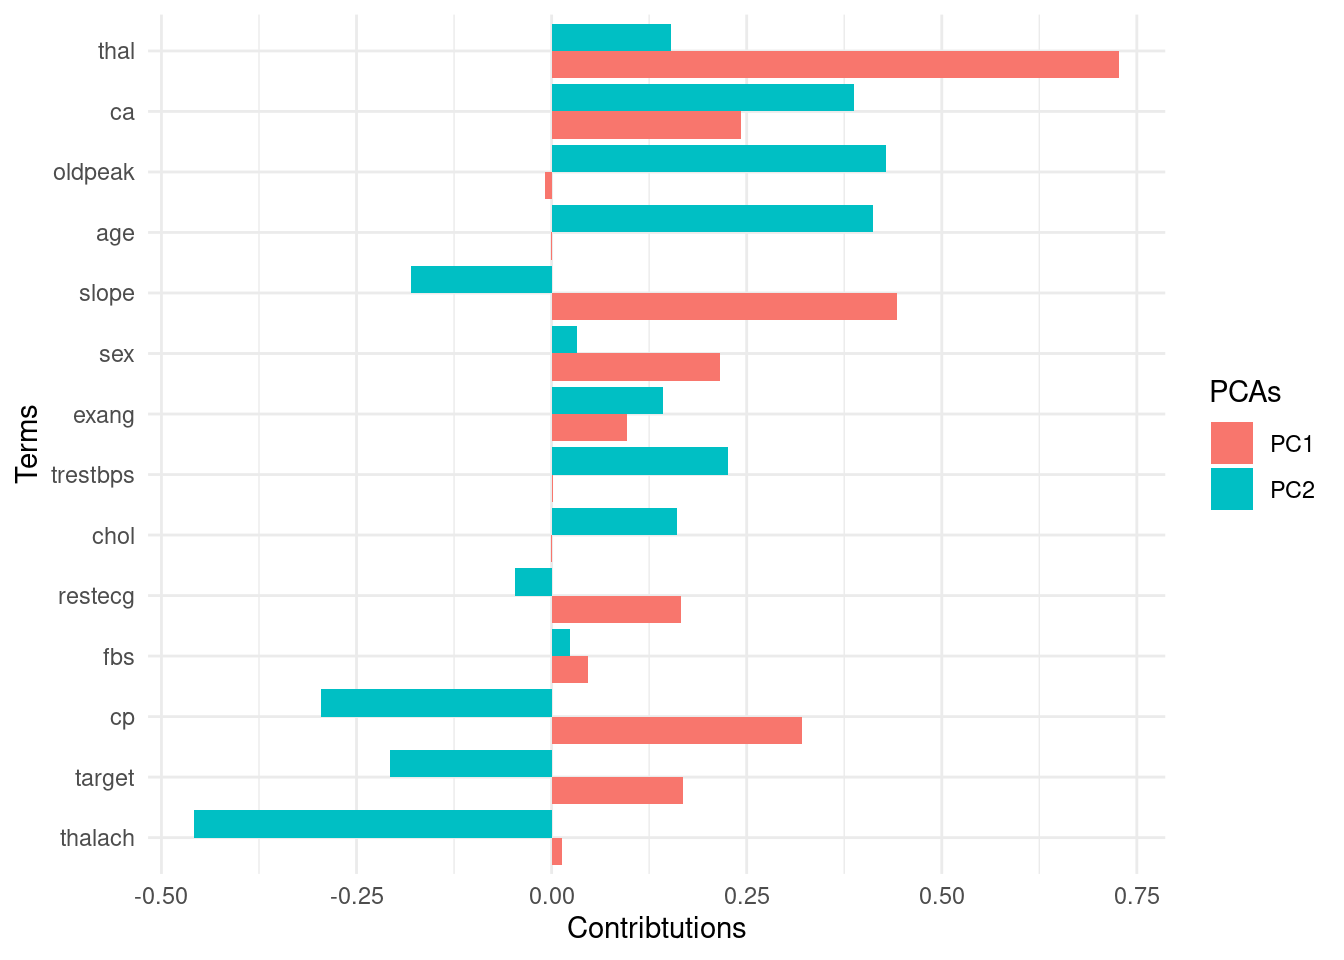 thal
ca
oldpeak
age
slope
sex
exang
trestbps
chol
restecg
fbs
cp
target
thalach
Terms
-0.50 -0.25 0.00 0.25 0.50 0.75
Contribtutions
PCAs
PC1
PC2